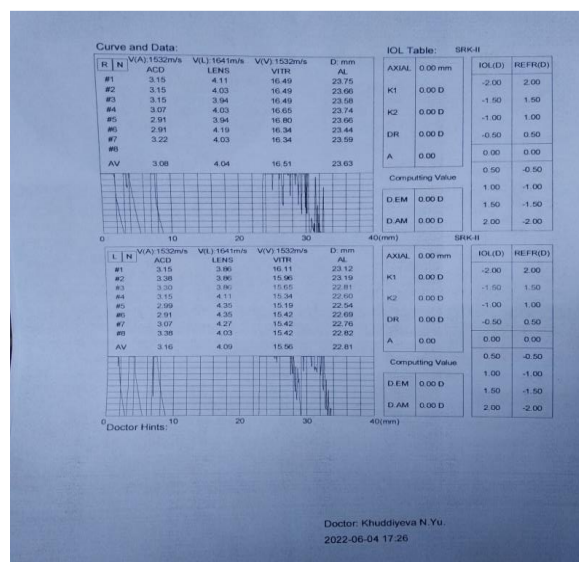 Curve and Data:
IOL Table: SRK-II
R N V(A):1532m/s V(L):1641m/s V(V):1532m/s D: mm
ACD LENS VITR AL
#1 3.15 4.11 16.49 23.75
#2 3.15 4.03 16.49 23.66
#3 3.15 3.94 16.49 23.58
#4 3.07 4.03 16.65 23.74
#5 2.91 3.94 16.80 23.66
#6 2.91 4.19 16.34 23.44
#7 3.22 4.03 16.34 23.59
#8
AV 3.08 4.04 16.51 23.63
AXIAL 0.00 mm
K1 0.00 D
K2 0.00 D
DR 0.00 D
A 0.00
Computting Value
D.EM 0.00 D
D.AM 0.00 D
IOL(D) REFR(D)
-2.00 2.00
-1.50 1.50
-1.00 1.00
-0.50 0.50
0.00 0.00
0.50 -0.50
1.00 -1.00
1.50 -1.50
2.00 -2.00
0 10 20 30 40(mm)
SRK-II
L N V(A):1532m/s V(L):1641m/s V(V):1532m/s D: mm
ACD LENS VITR AL
#1 3.15 3.86 16.11 23.12
#2 3.38 3.86 15.96 23.19
#3 3.30 3.86 15.65 22.81
#4 3.15 4.11 15.34 22.60
#5 2.99 4.35 15.19 22.54
#6 2.91 4.35 15.42 22.69
#7 3.07 4.27 15.42 22.76
#8 3.38 4.03 15.42 22.82
AV 3.16 4.09 15.56 22.81
AXIAL 0.00 mm
K1 0.00 D
K2 0.00 D
DR 0.00 D
A 0.00
Computting Value
D.EM 0.00 D
D.AM 0.00 D
IOL(D) REFR(D)
-2.00 2.00
-1.50 1.50
-1.00 1.00
-0.50 0.50
0.00 0.00
0.50 -0.50
1.00 -1.00
1.50 -1.50
2.00 -2.00
0 10 20 30 40(mm)
Doctor Hints:
Doctor: Khuddiyeva N.Yu.
2022-06-04 17:26